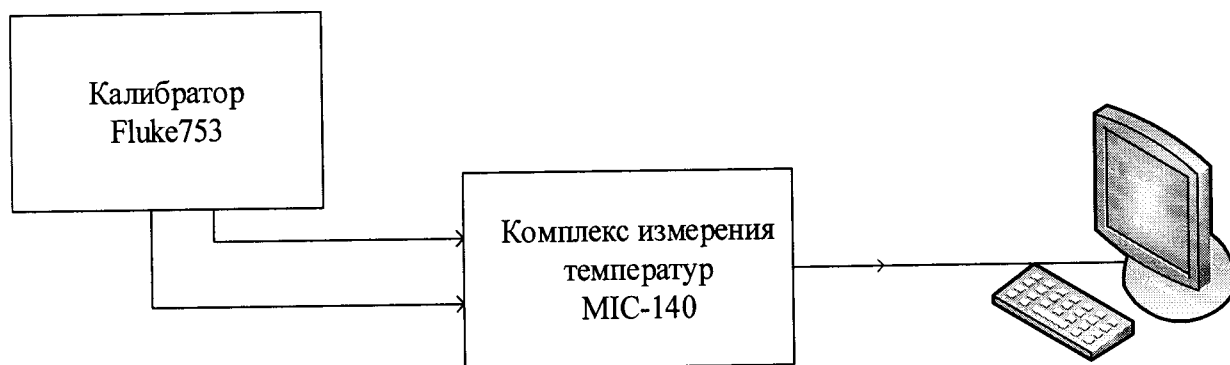 Калибратор
Fluke753
Комплекс измерения
температур
MIC-140